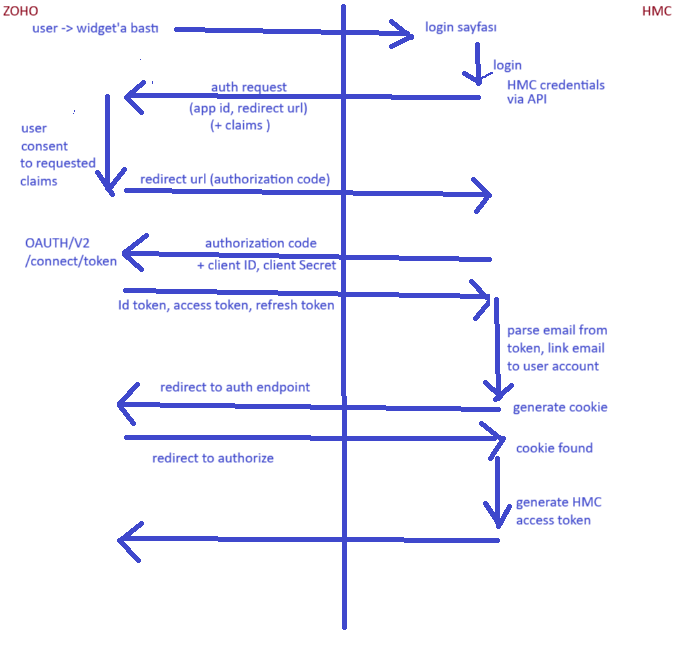 ZOHO
HMC
user -> widget'a bastı
login sayfası
login
HMC credentials
via API
auth request
(app id, redirect url)
(+ claims )
user
consent
to requested
claims
redirect url (authorization code)
OAUTH/V2
/connect/token
authorization code
+ client ID, client Secret
Id token, access token, refresh token
parse email from
token, link email
to user account
redirect to auth endpoint
generate cookie
cookie found
redirect to authorize
generate HMC
access token